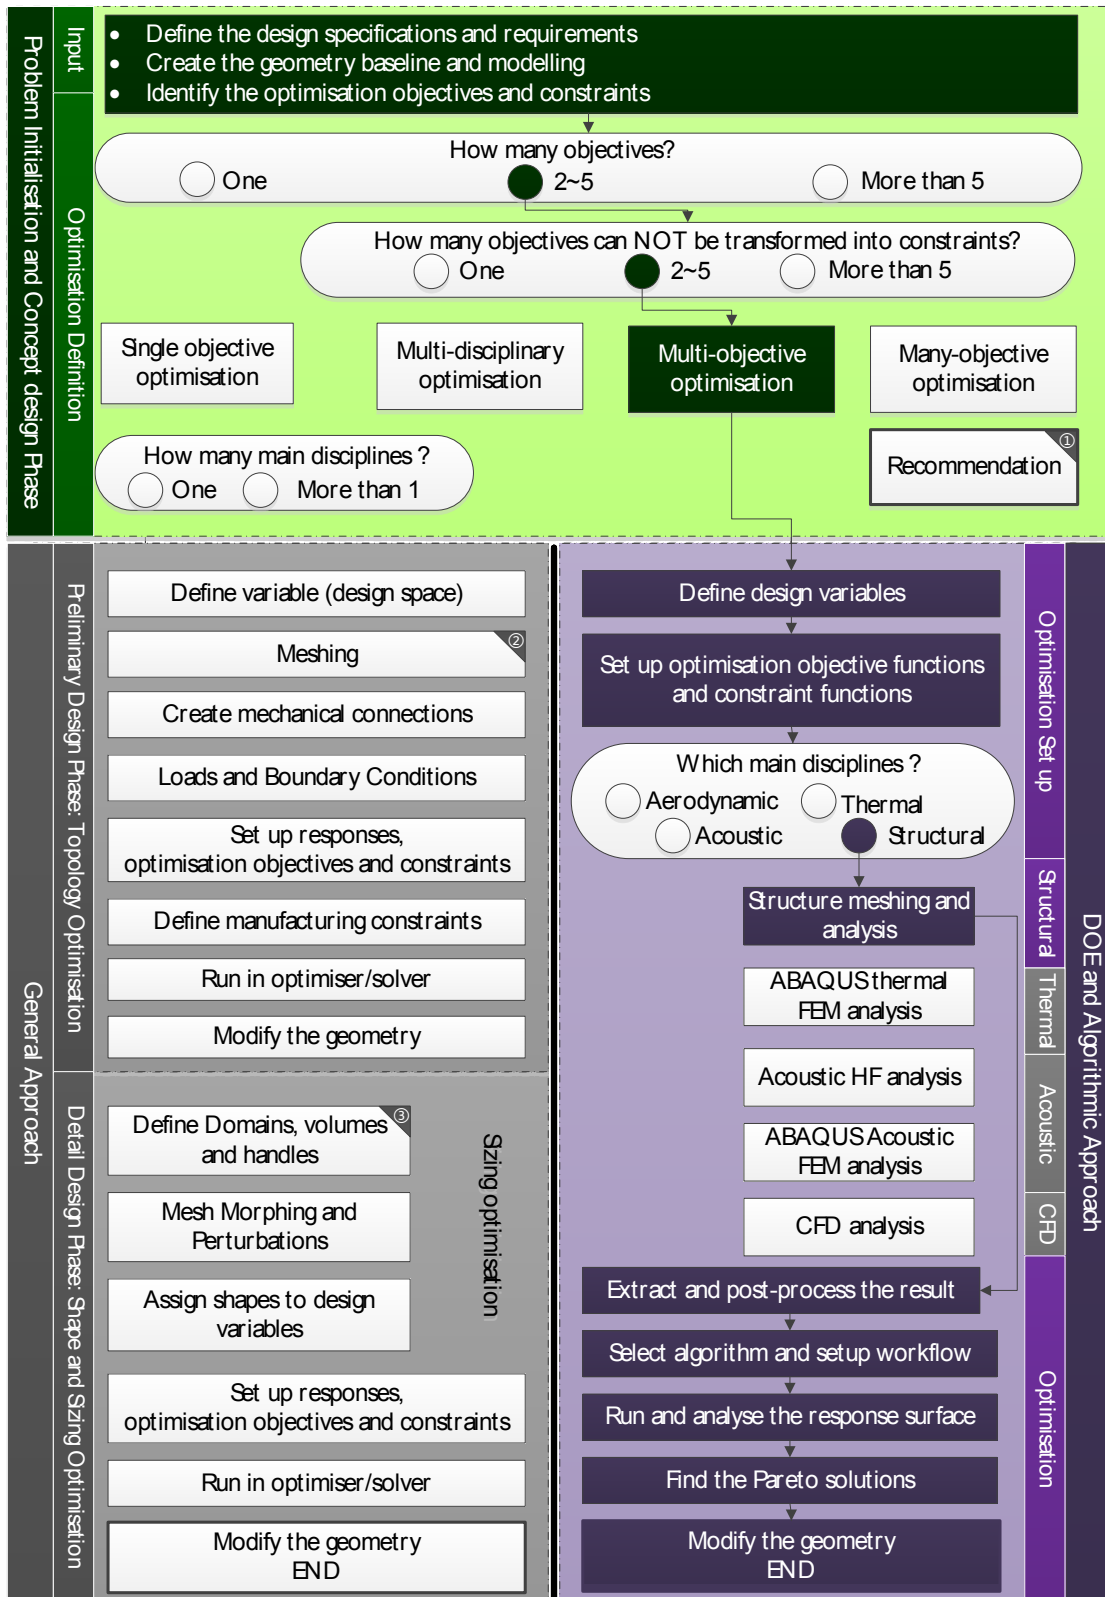 Problem Initialisation and Concept design Phase
Input
Optimisation Definition
• Define the design specifications and requirements
• Create the geometry baseline and modelling
• Identify the optimisation objectives and constraints
How many objectives?
One
2~5
More than 5
How many objectives can NOT be transformed into constraints?
One
2~5
More than 5
Single objective
optimisation
Multi-disciplinary
optimisation
Multi-objective
optimisation
Many-objective
optimisation
How many main disciplines ?
One
More than 1
Recommendation
①
General Approach
Preliminary Design Phase: Topology Optimisation
Define variable (design space)
Meshing
②
Create mechanical connections
Loads and Boundary Conditions
Set up responses,
optimisation objectives and constraints
Define manufacturing constraints
Run in optimiser/solver
Modify the geometry
Detail Design Phase: Shape and Sizing Optimisation
Define Domains, volumes
and handles
③
Mesh Morphing and
Perturbations
Assign shapes to design
variables
Sizing optimisation
Set up responses,
optimisation objectives and constraints
Run in optimiser/solver
Modify the geometry
END
DOE and Algorithmic Approach
Optimisation Set up
Define design variables
Set up optimisation objective functions
and constraint functions
Which main disciplines ?
Aerodynamic
Thermal
Acoustic
Structural
Structural
Structure meshing and
analysis
Thermal
ABAQUS thermal
FEM analysis
Acoustic
Acoustic HF analysis
ABAQUS Acoustic
FEM analysis
CFD
CFD analysis
Optimisation
Extract and post-process the result
Select algorithm and setup workflow
Run and analyse the response surface
Find the Pareto solutions
Modify the geometry
END